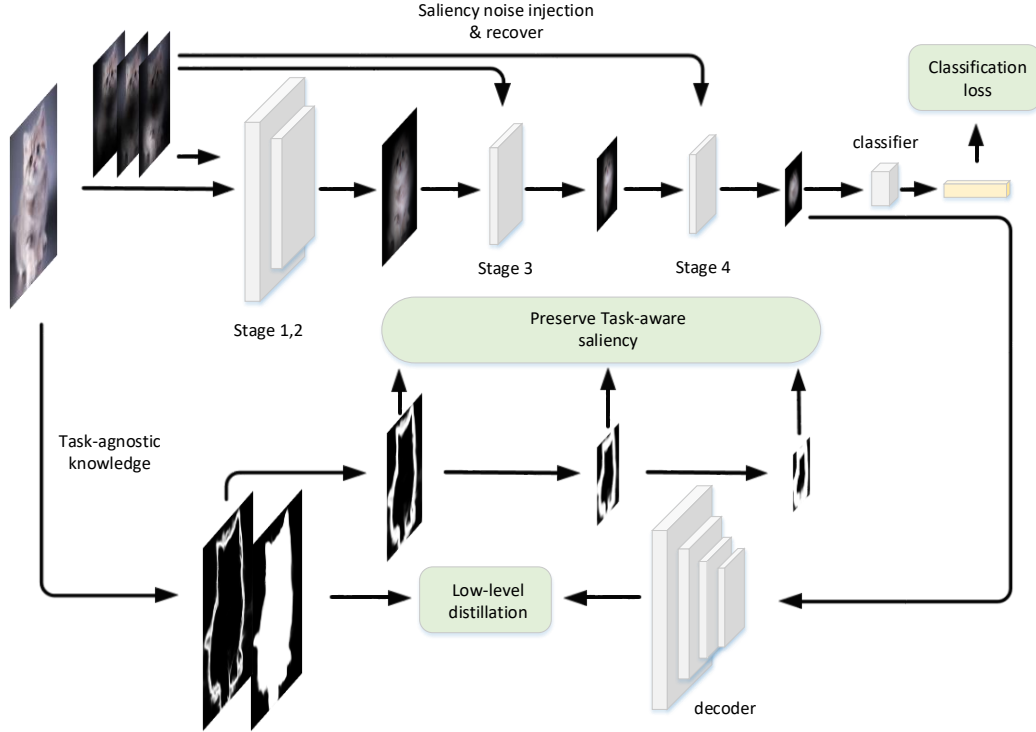 Saliency noise injection
& recover
Classification
loss
classifier
Stage 3
Stage 4
Stage 1,2
Preserve Task-aware
saliency
Task-agnostic
knowledge
Low-level
distillation
decoder